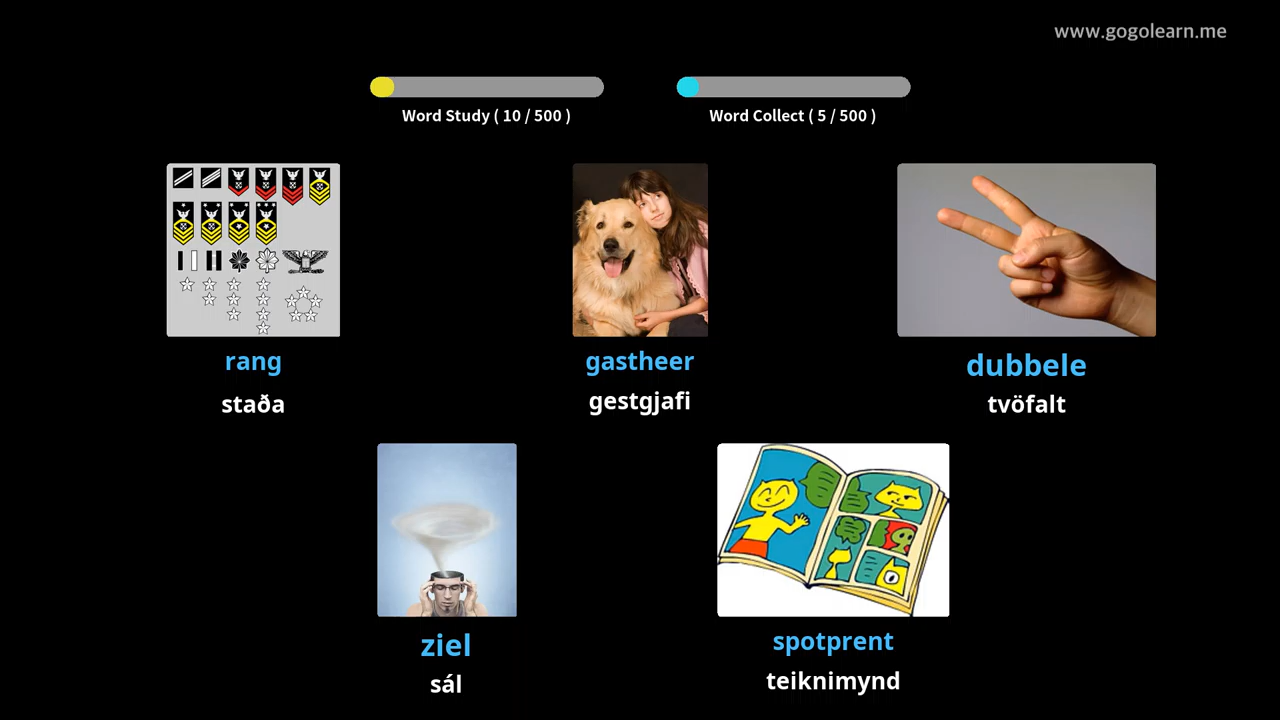 www.gogolearn.me
Word Study ( 10 / 500 )
Word Collect ( 5 / 500 )
rang
gastheer
dubbele
staða
gestgjafi
tvöfalt
ziel
spotprent
sál
teiknimynd